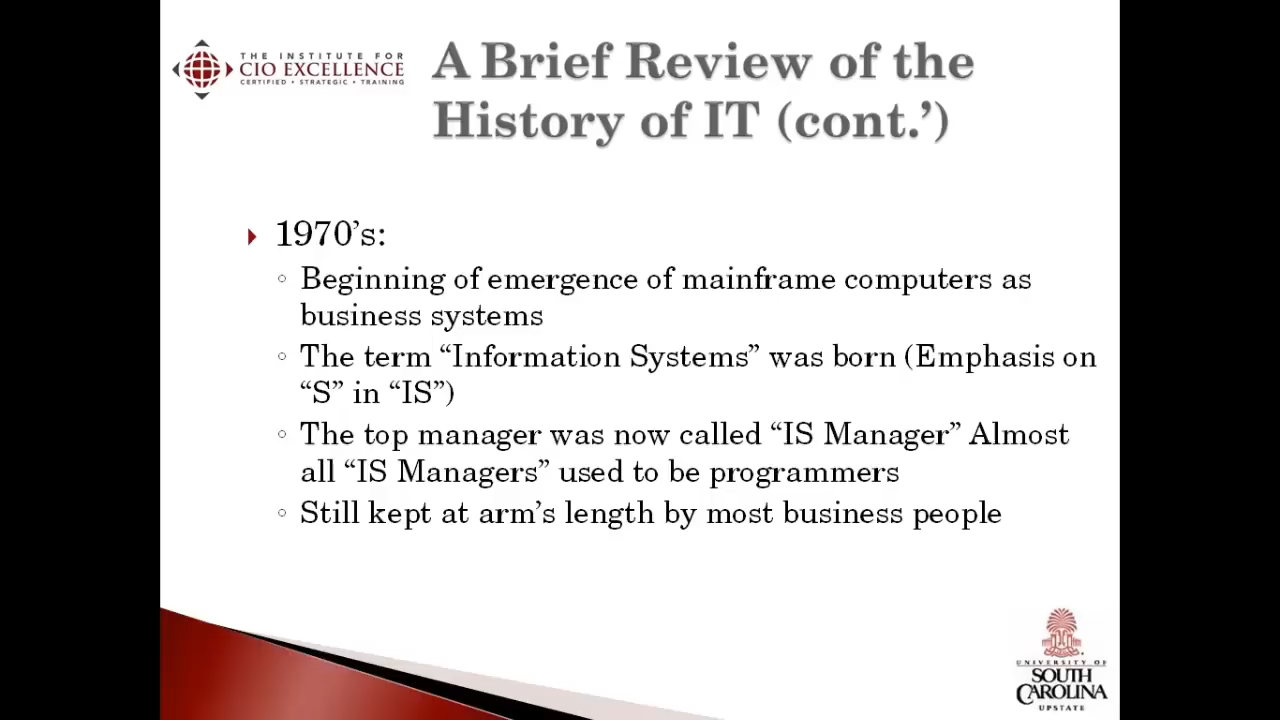 THE INSTITUTE FOR
CIO EXCELLENCE
CERTIFIED • STRATEGIC • TRAINING
A Brief Review of the
History of IT (cont.’)
1970’s:
Beginning of emergence of mainframe computers as
business systems
The term “Information Systems” was born (Emphasis on
“S” in “IS”)
The top manager was now called “IS Manager” Almost
all “IS Managers” used to be programmers
Still kept at arm’s length by most business people
UNIVERSITY OF
SOUTH
CAROLINA
UPSTATE